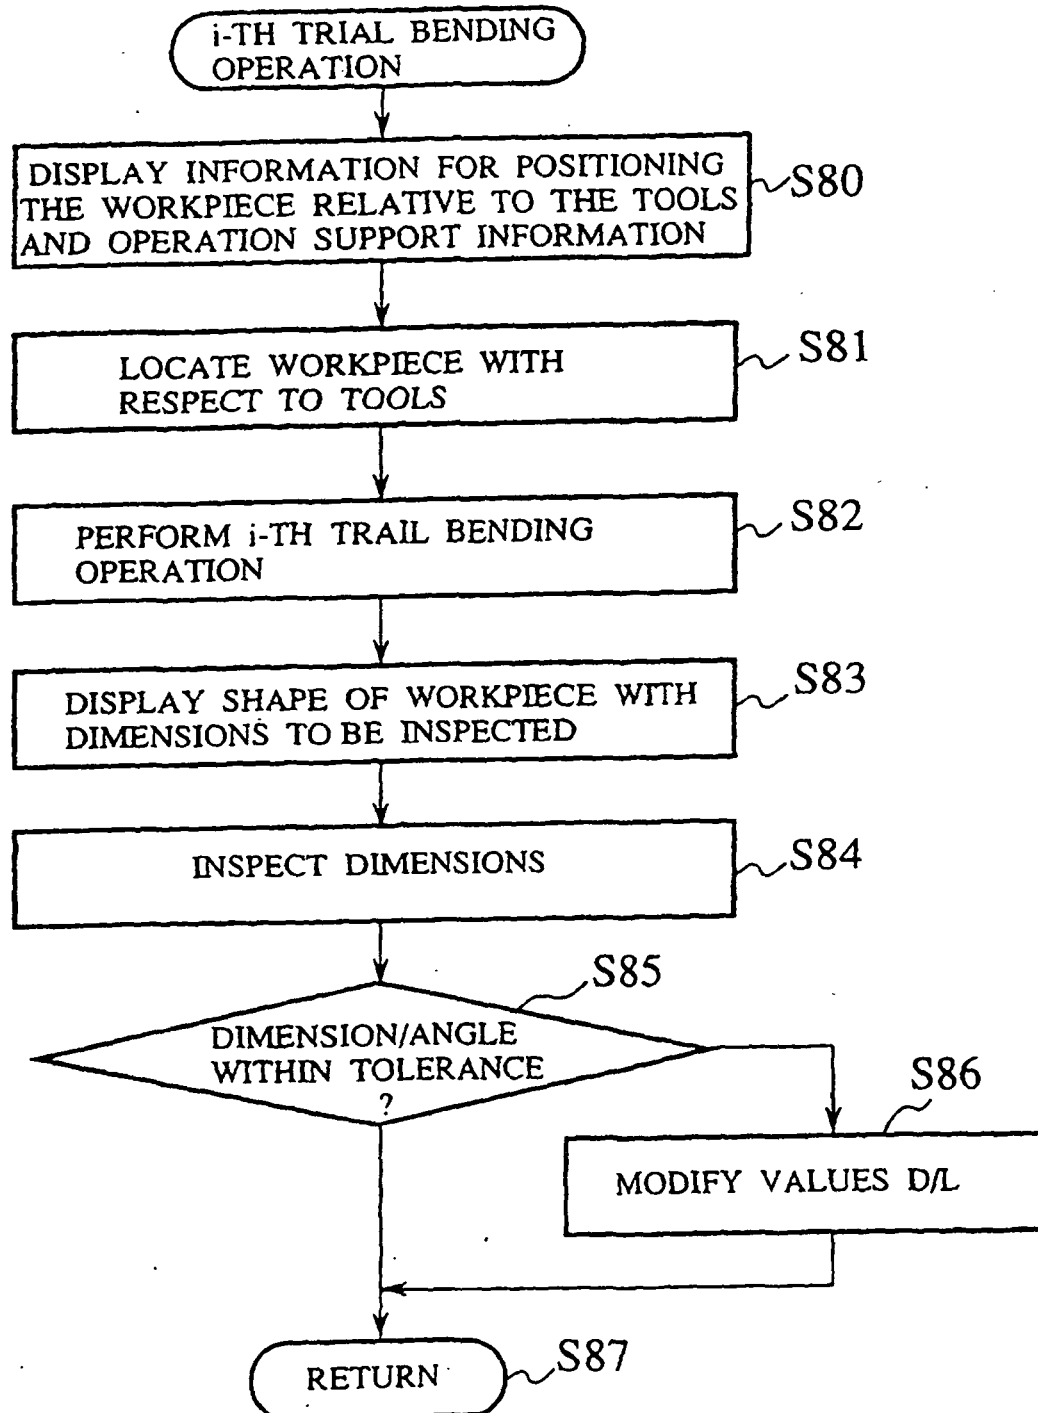 i-TH TRIAL BENDING
OPERATION
DISPLAY INFORMATION FOR POSITIONING
THE WORKPIECE RELATIVE TO THE TOOLS
AND OPERATION SUPPORT INFORMATION
S80
LOCATE WORKPIECE WITH
RESPECT TO TOOLS
S81
PERFORM i-TH TRAIL BENDING
OPERATION
S82
DISPLAY SHAPE OF WORKPIECE WITH
DIMENSIONS TO BE INSPECTED
S83
INSPECT DIMENSIONS
S84
S85
DIMENSION/ANGLE
WITHIN TOLERANCE
?
S86
MODIFY VALUES D/L
RETURN
S87